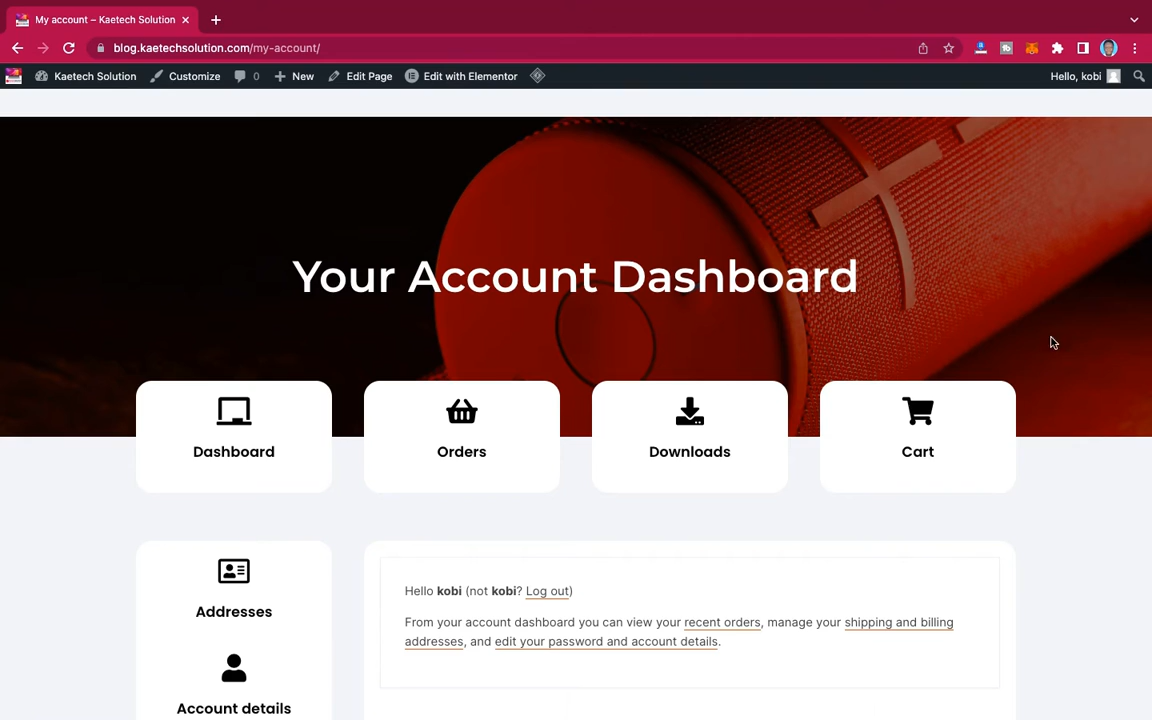 My account – Kaetech Solution
blog.kaetechsolution.com/my-account/
Kaetech Solution Customize 0 New Edit Page Edit with Elementor Hello, kobi
Your Account Dashboard
Dashboard Orders Downloads Cart
Addresses
Hello kobi (not kobi? Log out)
From your account dashboard you can view your recent orders, manage your shipping and billing
addresses, and edit your password and account details.
Account details